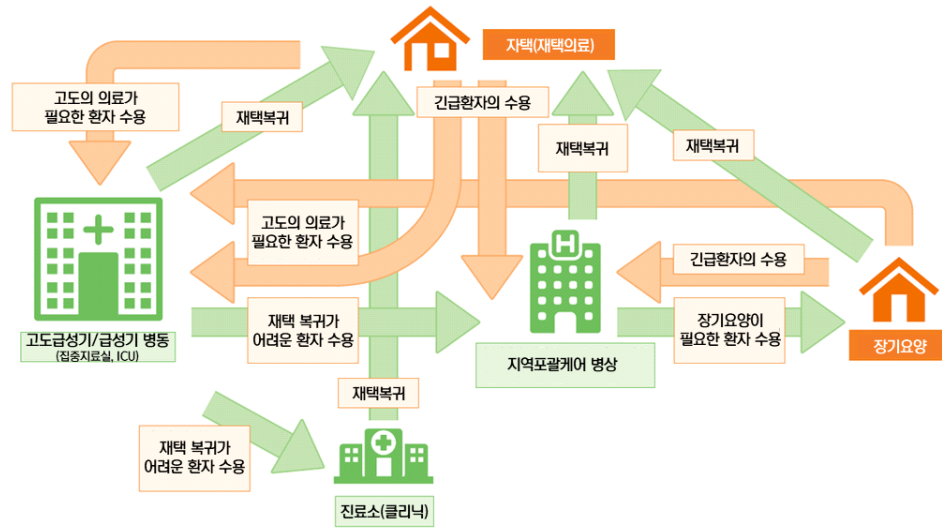 자택(재택의료)
고도의 의료가
필요한 환자 수용
재택복귀
긴급환자의 수용
재택복귀
재택복귀
고도의 의료가
필요한 환자 수용
긴급환자의 수용
재택 복귀가
어려운 환자 수용
장기요양이
필요한 환자 수용
고도급성기/급성기 병동
(집중지료실, ICU)
지역포괄케어 병상
장기요양
재택복귀
재택 복귀가
어려운 환자 수용
진료소(클리닉)
H